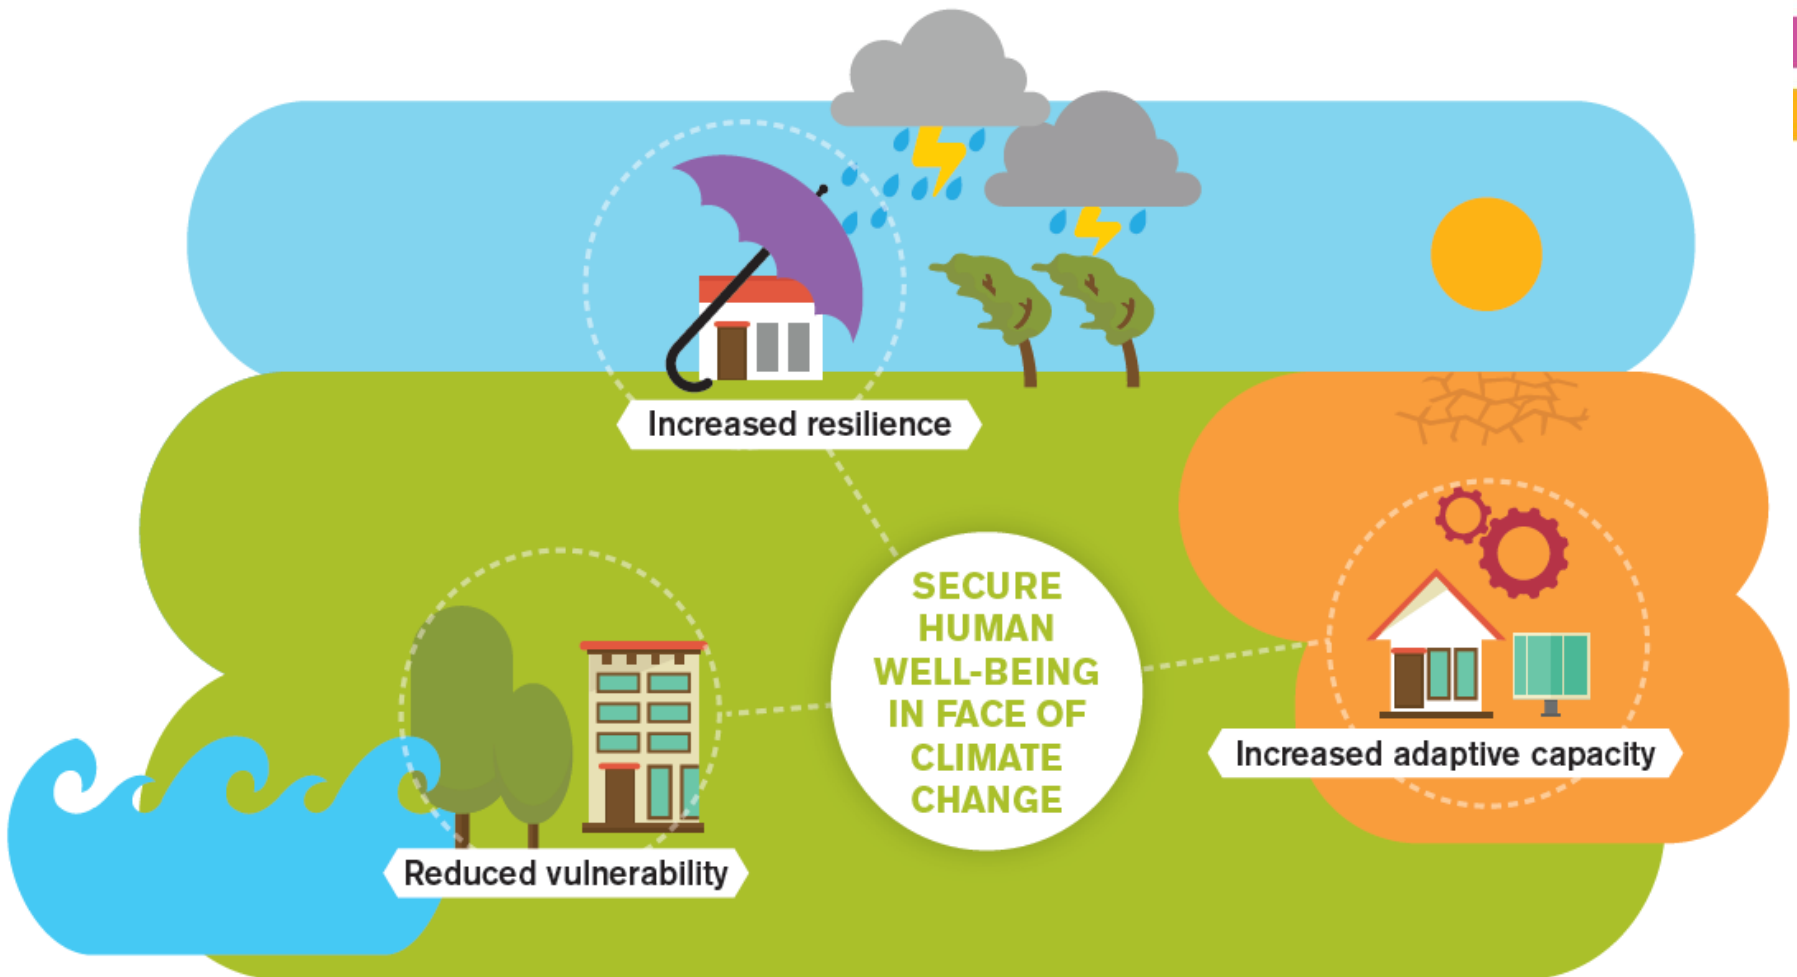 Increased resilience
SECURE
HUMAN
WELL-BEING
IN FACE OF
CLIMATE
CHANGE
Increased adaptive capacity
Reduced vulnerability